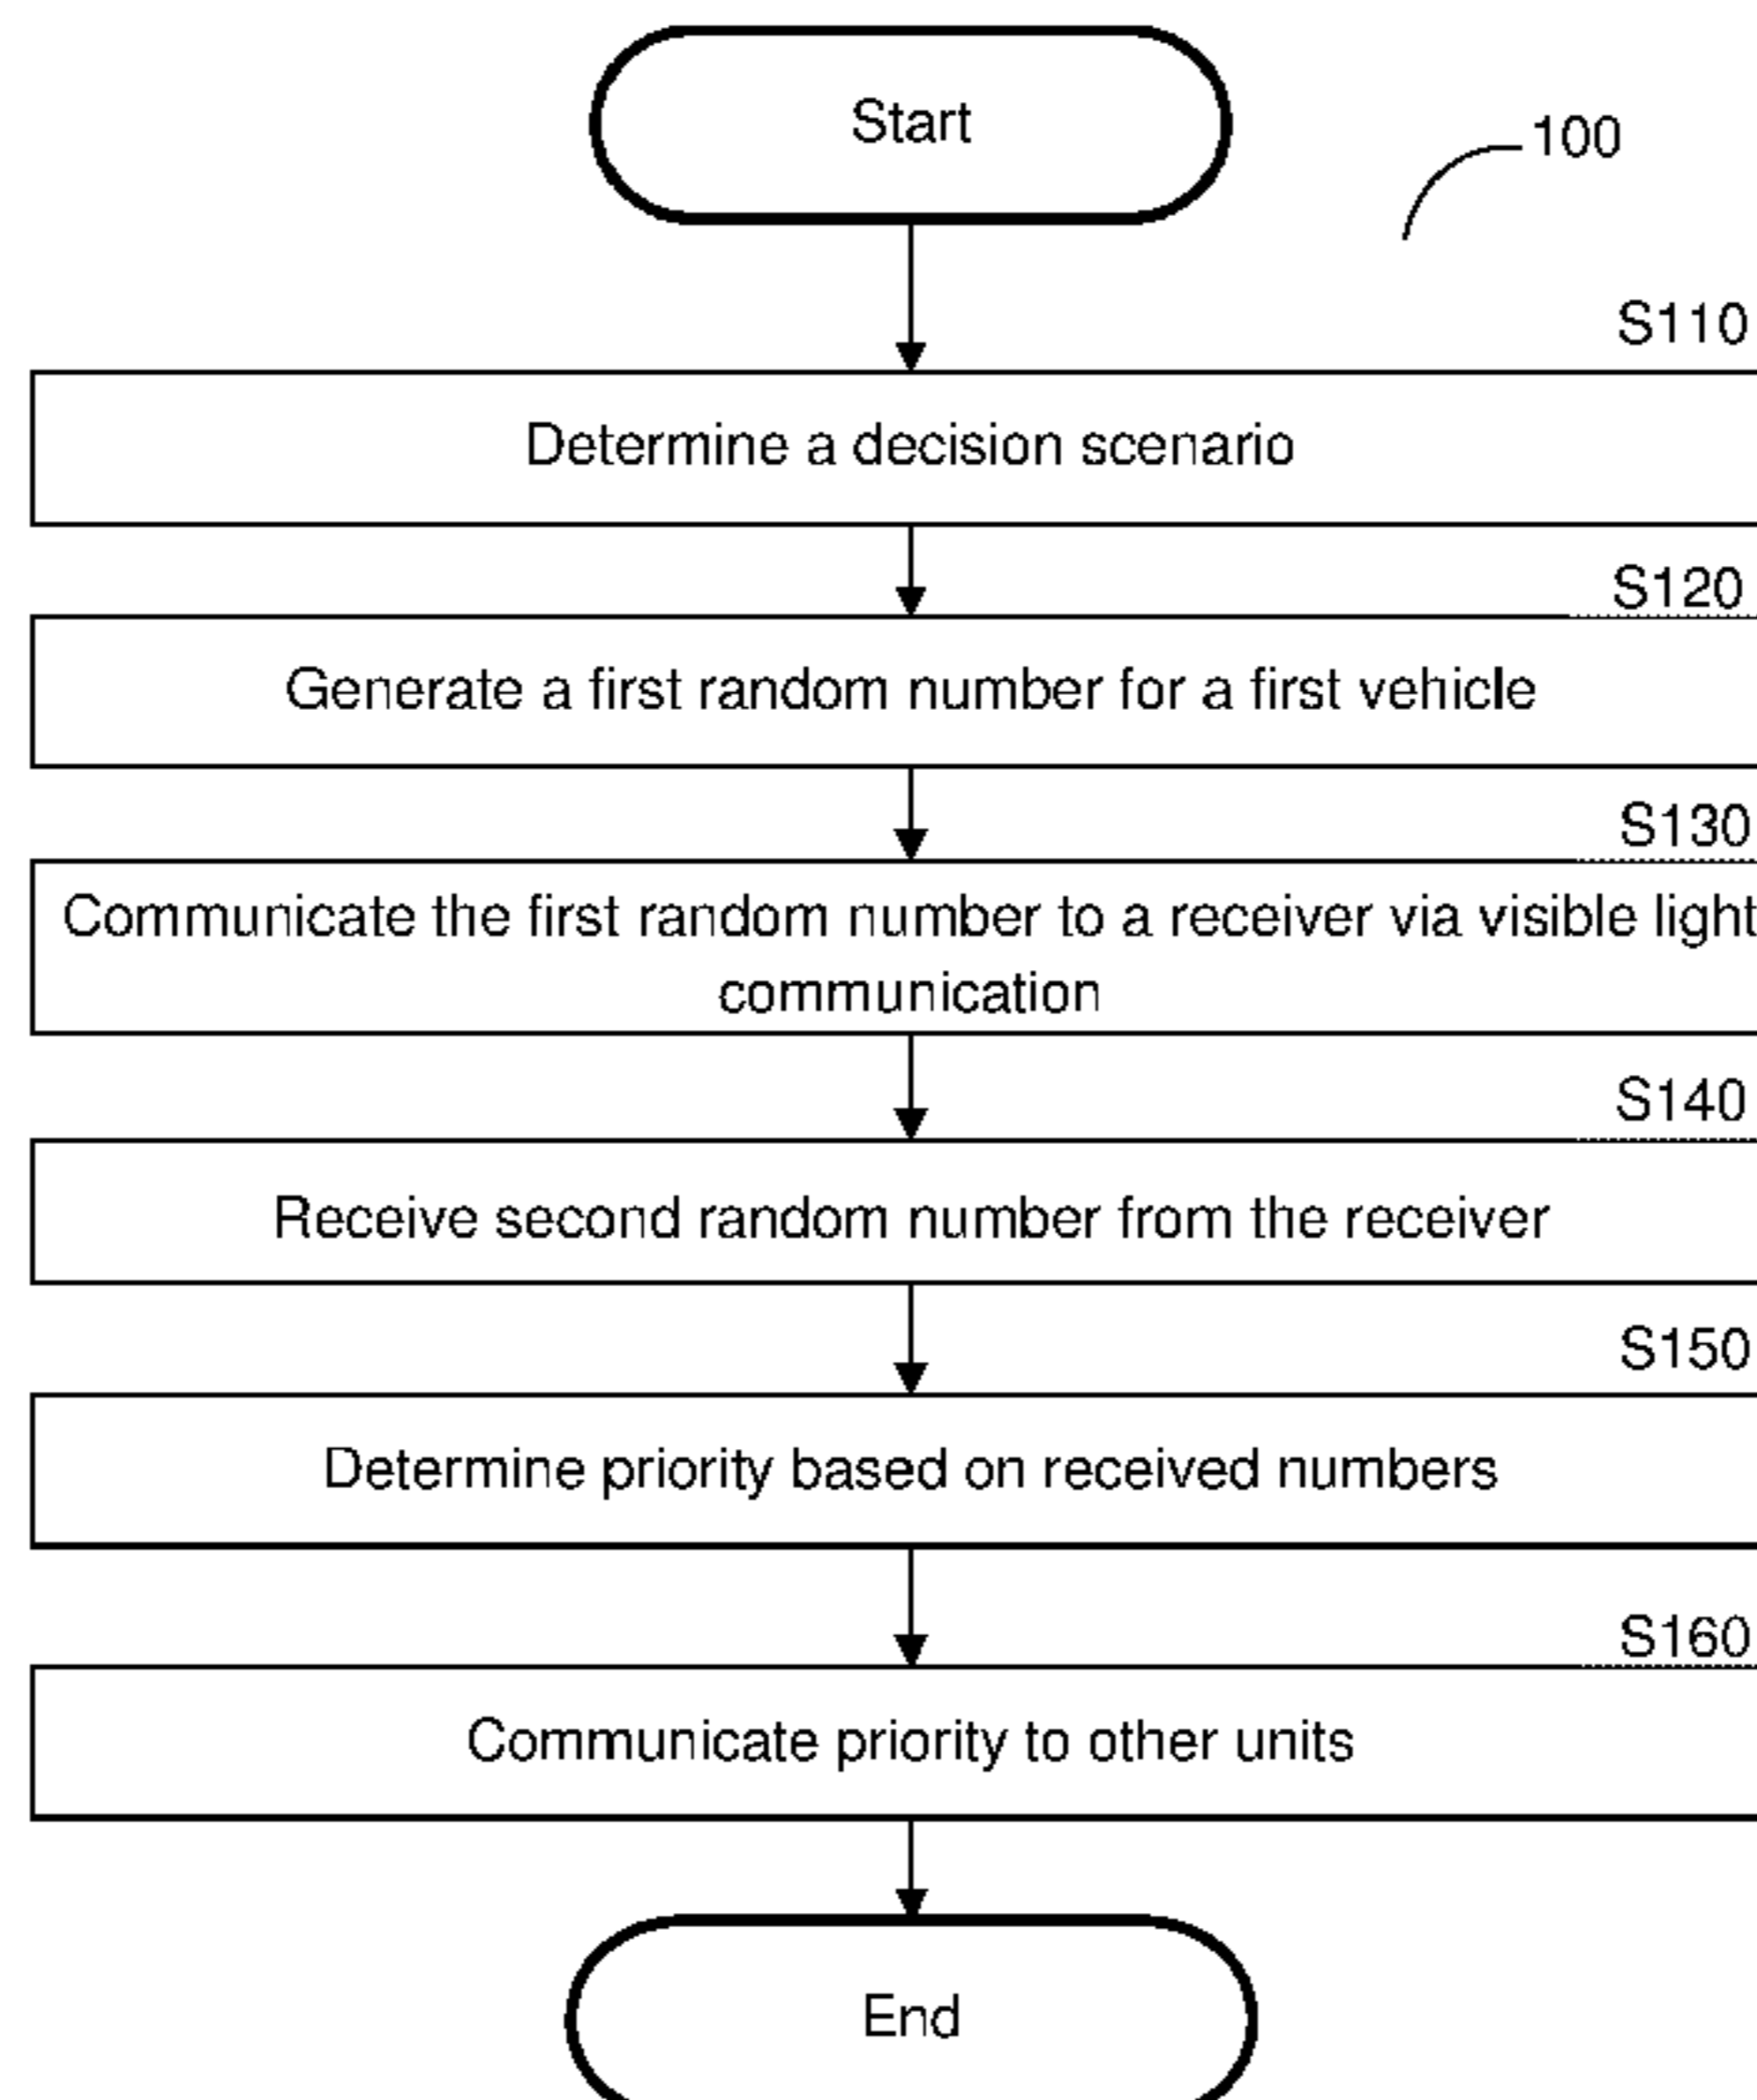 Start
100
S110
Determine a decision scenario
S120
Generate a first random number for a first vehicle
S130
Communicate the first random number to a receiver via visible light
communication
S140
Receive second random number from the receiver
S150
Determine priority based on received numbers
S160
Communicate priority to other units
End